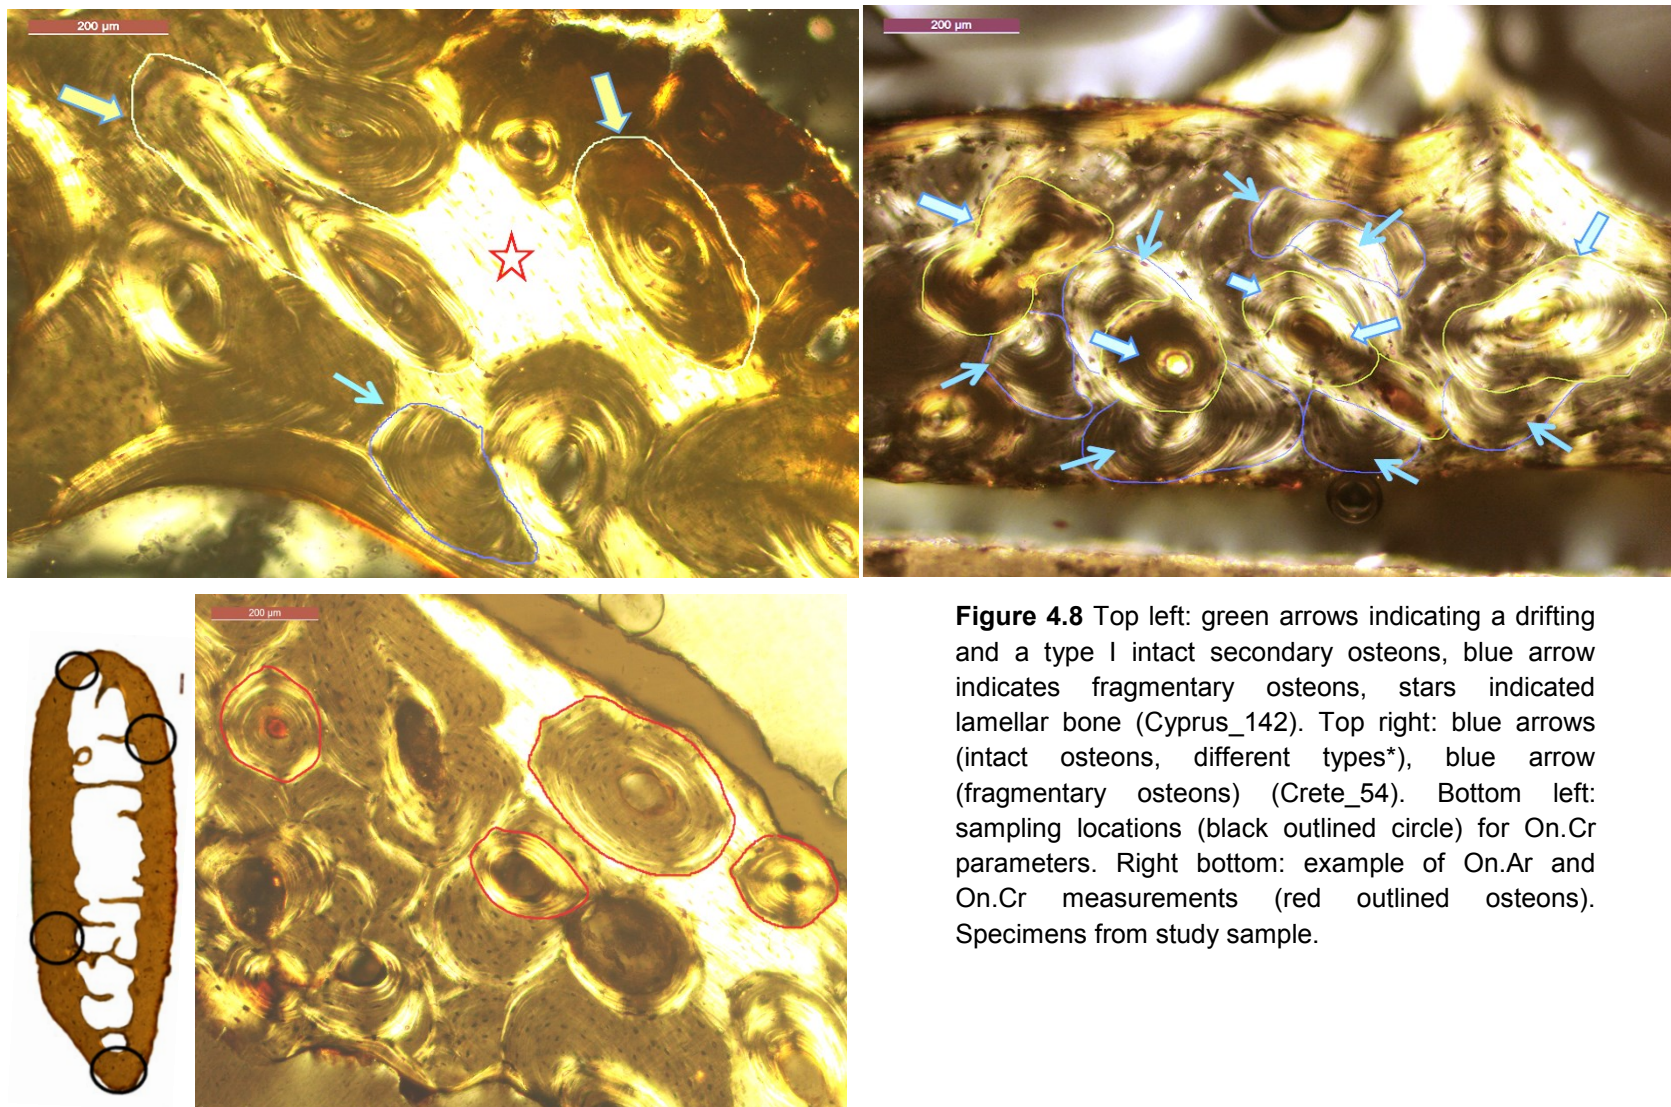 200 µm
200 µm
200 µm
Figure 4.8 Top left: green arrows indicating a drifting
and a type I intact secondary osteons, blue arrow
indicates fragmentary osteons, stars indicated
lamellar bone (Cyprus_142). Top right: blue arrows
(intact osteons, different types*), blue arrow
(fragmentary osteons) (Crete_54). Bottom left:
sampling locations (black outlined circle) for On.Cr
parameters. Right bottom: example of On.Ar and
On.Cr measurements (red outlined osteons).
Specimens from study sample.